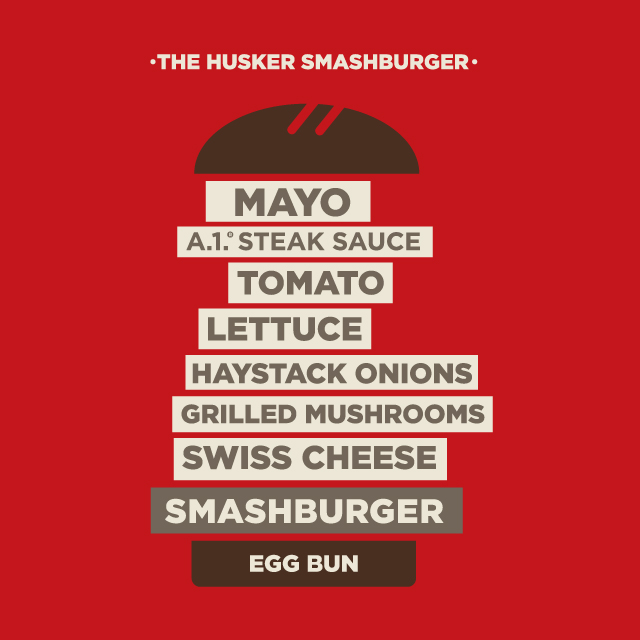 •THE HUSKER SMASHBURGER•
MAYO
A.1.® STEAK SAUCE
TOMATO
LETTUCE
HAYSTACK ONIONS
GRILLED MUSHROOMS
SWISS CHEESE
SMASHBURGER
EGG BUN